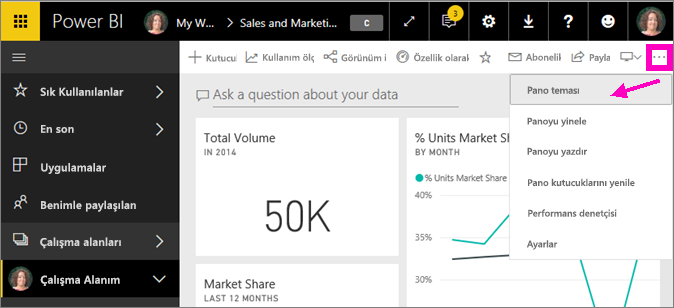 Power BI
My W...
Sales and Marketi...
C
3
Kutucuk
Kullanım ölç
Görünüm i
Özellik olarak
Abonelik
Payla
...
Sık Kullanılanlar
En son
Uygulamalar
Benimle paylaşılan
Çalışma alanları
Çalışma Alanım
Ask a question about your data
Total Volume
IN 2014
50K
Market Share
LAST 12 MONTHS
% Units Market Share
BY MONTH
% Units Market Share
40%
35%
30%
Pano teması
Panoyu yinele
Panoyu yazdır
Pano kutucuklarını yenile
Performans denetçisi
Ayarlar